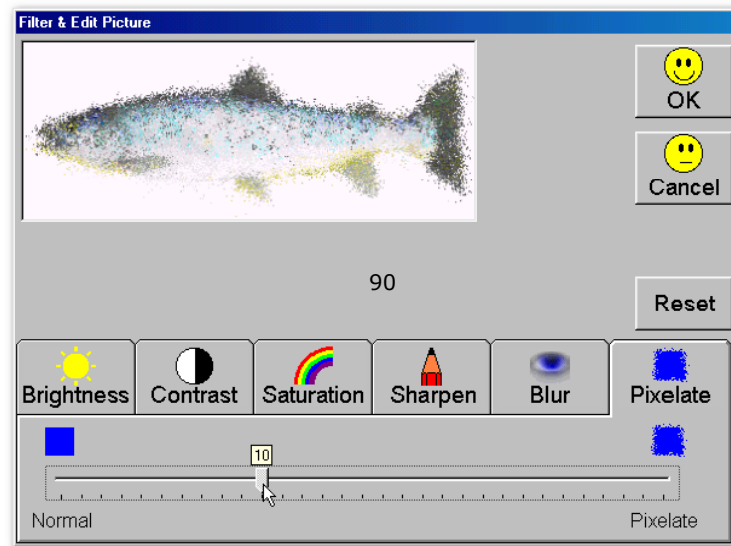 Filter & Edit Picture
OK
Cancel
90
Reset
Brightness
Contrast
Saturation
Sharpen
Blur
Pixelate
10
Normal
Pixelate